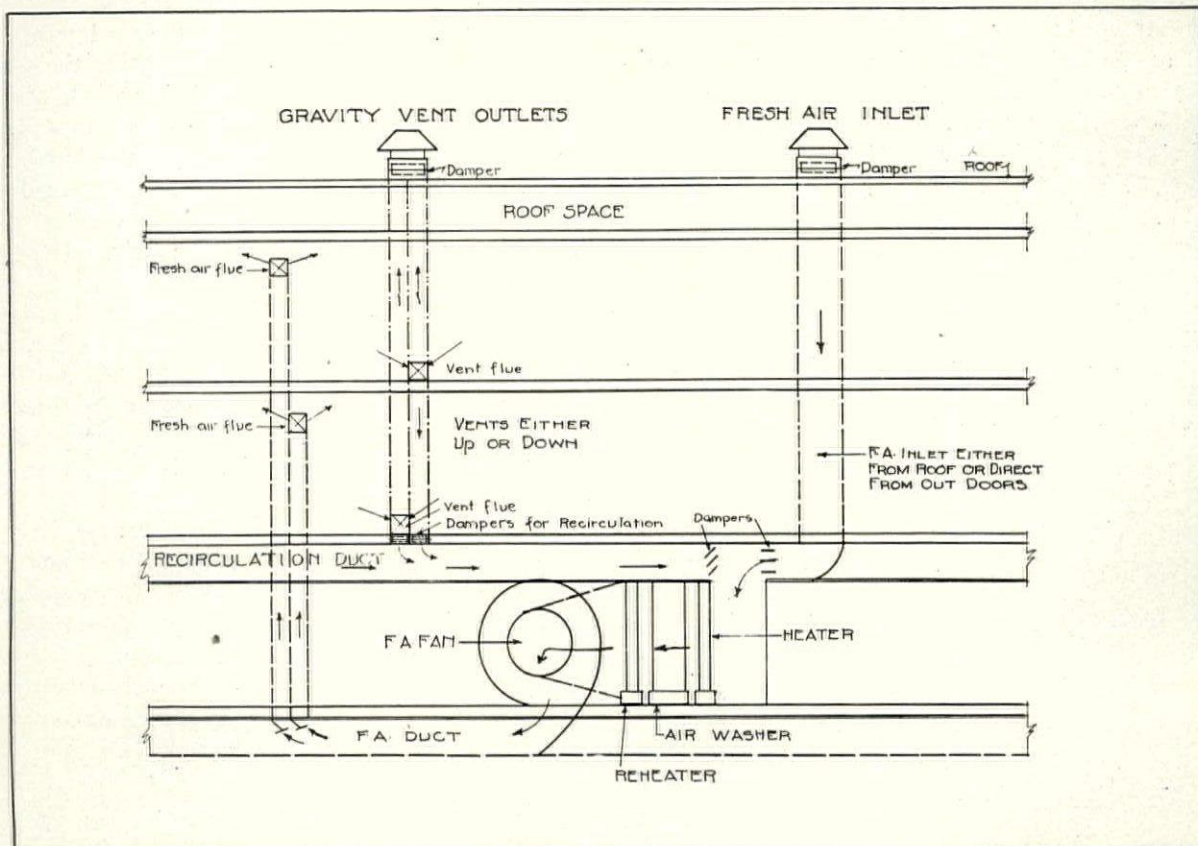 GRAVITY VENT OUTLETS
FRESH AIR INLET
Damper
Damper
ROOF
ROOF SPACE
Fresh air flue
Vent flue
Fresh air flue
VENTS EITHER
UP OR DOWN
F.A. INLET EITHER
FROM ROOF OR DIRECT
FROM OUT DOORS.
Vent flue
Dampers for Recirculation
Dampers
RECIRCULATION DUCT
F.A. FAN
HEATER
F.A. DUCT
AIR WASHER
REHEATER